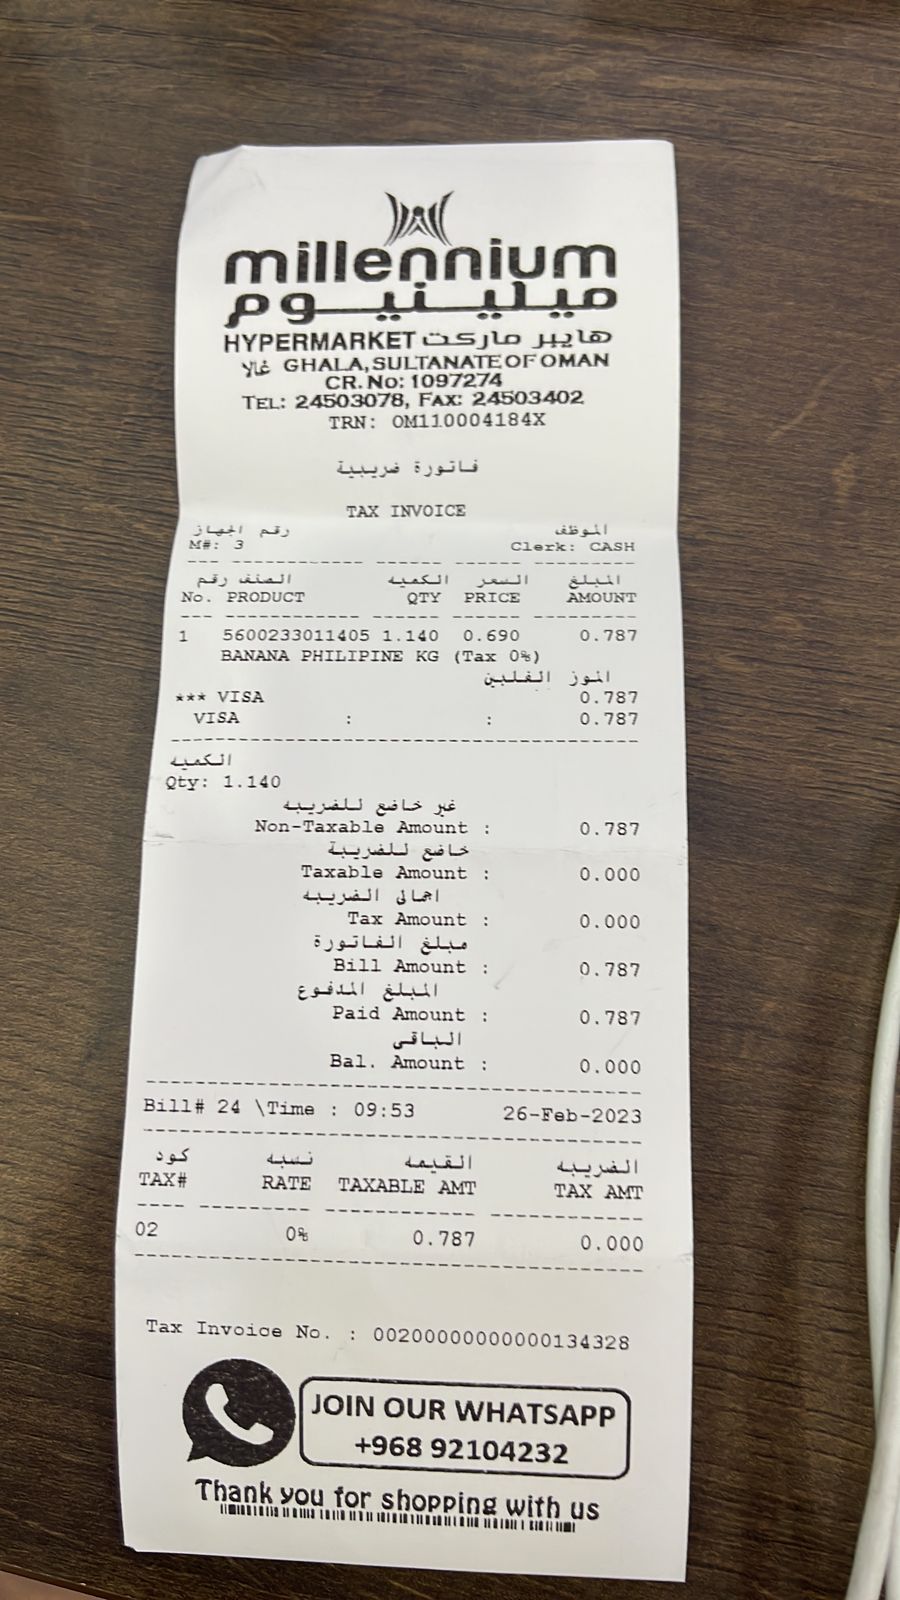 millennium
ميلينيوم
HYPERMARKET هايبر ماركت
غالا GHALA, SULTANATE OF OMAN
CR. No: 1097274
TEL: 24503078, FAX: 24503402
TRN: OM110004184X
فاتورة ضريبية
TAX INVOICE
رقم الجهاز الموظف
M#: 3 Clerk: CASH
الصنف رقم الكميه السعر المبلغ
No. PRODUCT QTY PRICE AMOUNT
1 5600233011405 1.140 0.690 0.787
BANANA PHILIPINE KG (Tax 0%)
الموز الفلبين
*** VISA 0.787
VISA : : 0.787
الكميه
Qty: 1.140
غير خاضع للضريبه
Non-Taxable Amount : 0.787
خاضع للضريبة
Taxable Amount : 0.000
اجمالى الضريبه
Tax Amount : 0.000
مبلغ الفاتورة
Bill Amount : 0.787
المبلغ المدفوع
Paid Amount : 0.787
الباقى
Bal. Amount : 0.000
Bill# 24 \Time : 09:53 26-Feb-2023
كود نسبه القيمه الضريبه
TAX# RATE TAXABLE AMT TAX AMT
02 0% 0.787 0.000
Tax Invoice No. : 00200000000000134328
JOIN OUR WHATSAPP
+968 92104232
Thank you for shopping with us